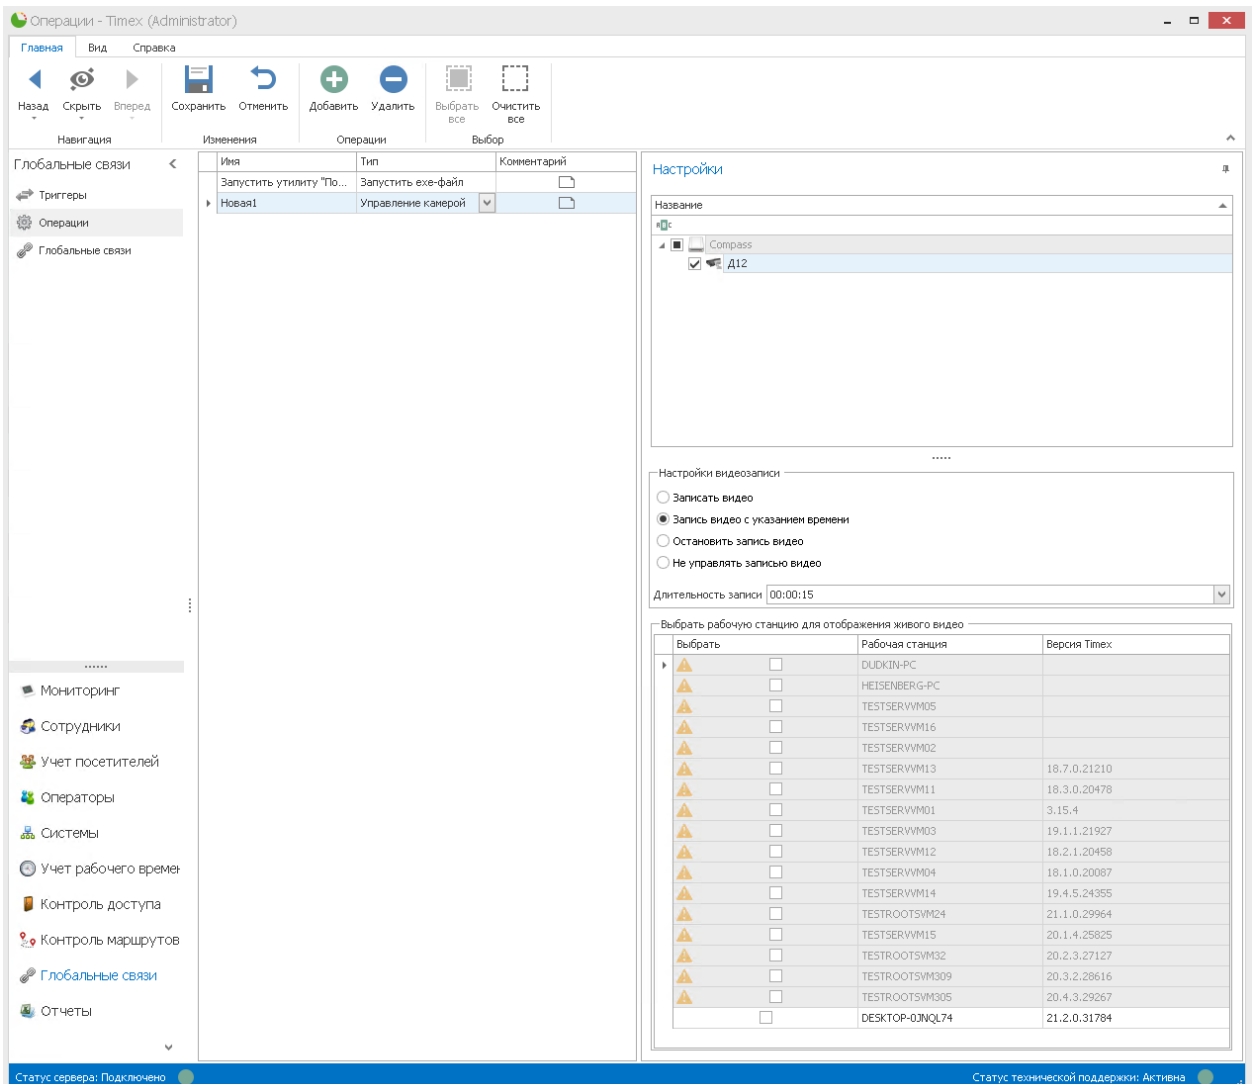 Операции - Timex (Administrator)
Главная Вид Справка
Назад Скрыть Вперед Сохранить Отменить Добавить Удалить Выбрать все Очистить все
Навигация Изменения Операции Выбор
Глобальные связи
Триггеры
Операции
Глобальные связи
Мониторинг
Сотрудники
Учет посетителей
Операторы
Системы
Учет рабочего времен
Контроль доступа
Контроль маршрутов
Глобальные связи
Отчеты
Имя Тип Комментарий
Запустить утилиту "По... Запустить exe-файл
Новая1 Управление камерой
Настройки
Название
Compass
Д12
Настройки видеозаписи
Записать видео
Запись видео с указанием времени
Остановить запись видео
Не управлять записью видео
Длительность записи 00:00:15
Выбрать рабочую станцию для отображения живого видео
Выбрать Рабочая станция Версия Timex
DUDKIN-PC
HEISENBERG-PC
TESTSERVVM05
TESTSERVVM16
TESTSERVVM02
TESTSERVVM13 18.7.0.21210
TESTSERVVM11 18.3.0.20478
TESTSERVVM01 3.15.4
TESTSERVVM03 19.1.1.21927
TESTSERVVM12 18.2.1.20458
TESTSERVVM04 18.1.0.20087
TESTSERVVM14 19.4.5.24355
TESTROOTSVM24 21.1.0.29964
TESTSERVVM15 20.1.4.25825
TESTROOTSVM32 20.2.3.27127
TESTROOTSVM309 20.3.2.28616
TESTROOTSVM305 20.4.3.29267
DESKTOP-0JNQL74 21.2.0.31784
Статус сервера: Подключено Статус технической поддержки: Активна